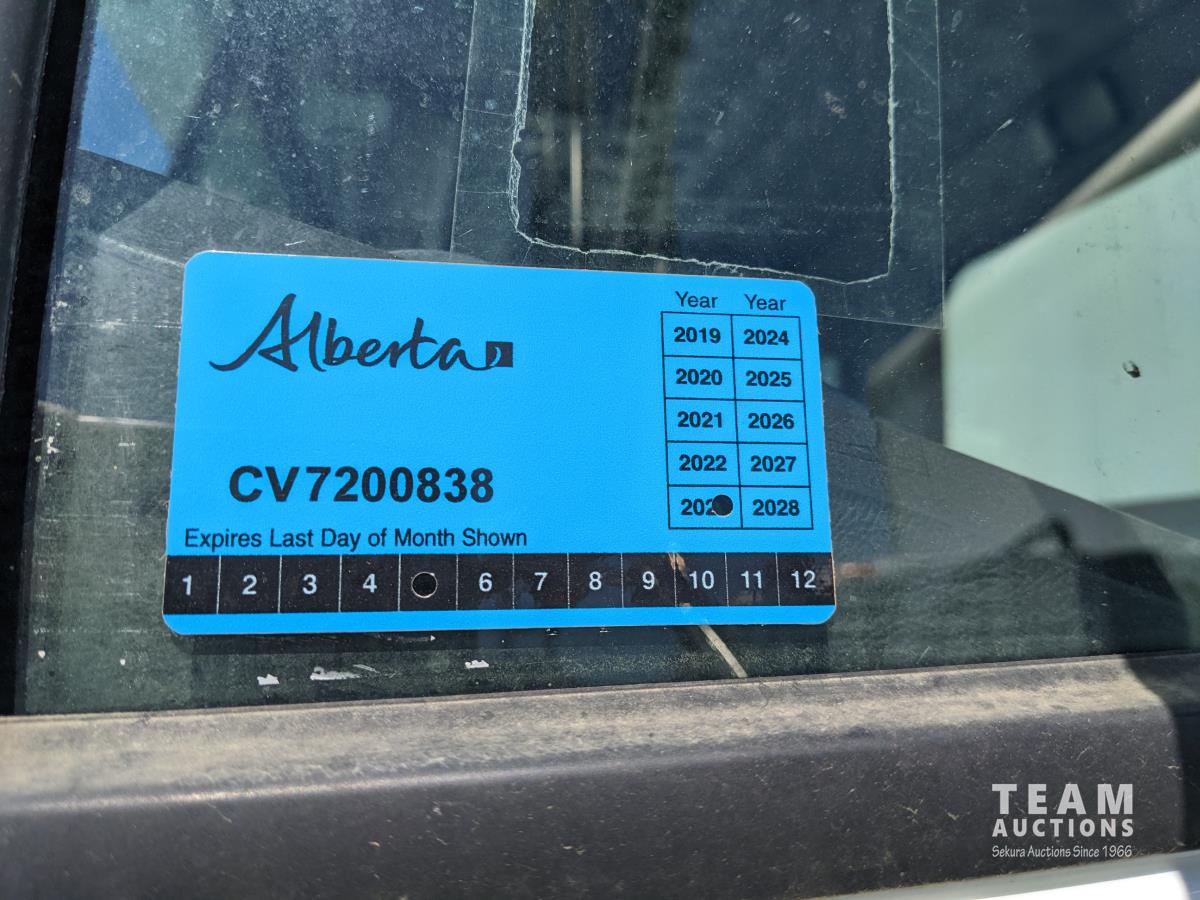 Alberta
Year Year
2019 2024
2020 2025
2021 2026
2022 2027
202 2028
CV7200838
Expires Last Day of Month Shown
1 2 3 4 6 7 8 9 10 11 12
TEAM
AUCTIONS
Sekura Auctions Since 1966